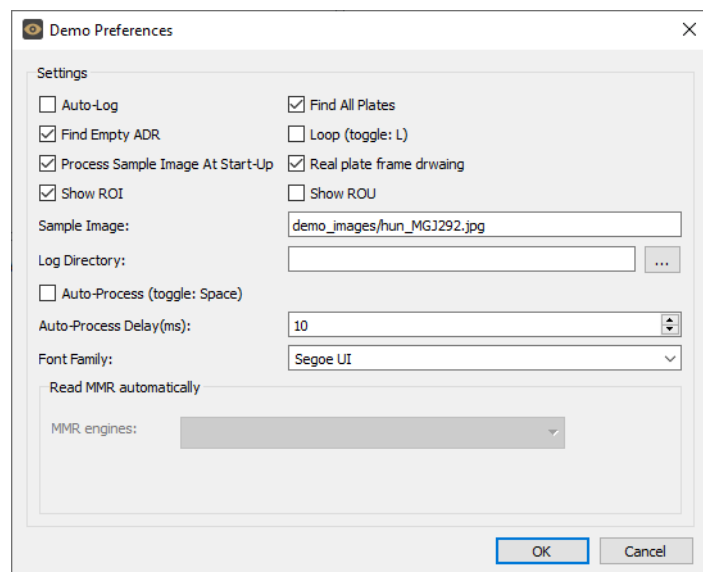 Demo Preferences
Settings
Auto-Log
Find All Plates
Find Empty ADR
Loop (toggle: L)
Process Sample Image At Start-Up
Real plate frame drwaing
Show ROI
Show ROU
Sample Image:
demo_images/hun_MGJ292.jpg
Log Directory:
...
Auto-Process (toggle: Space)
Auto-Process Delay(ms):
10
Font Family:
Segoe UI
Read MMR automatically
MMR engines:
OK
Cancel